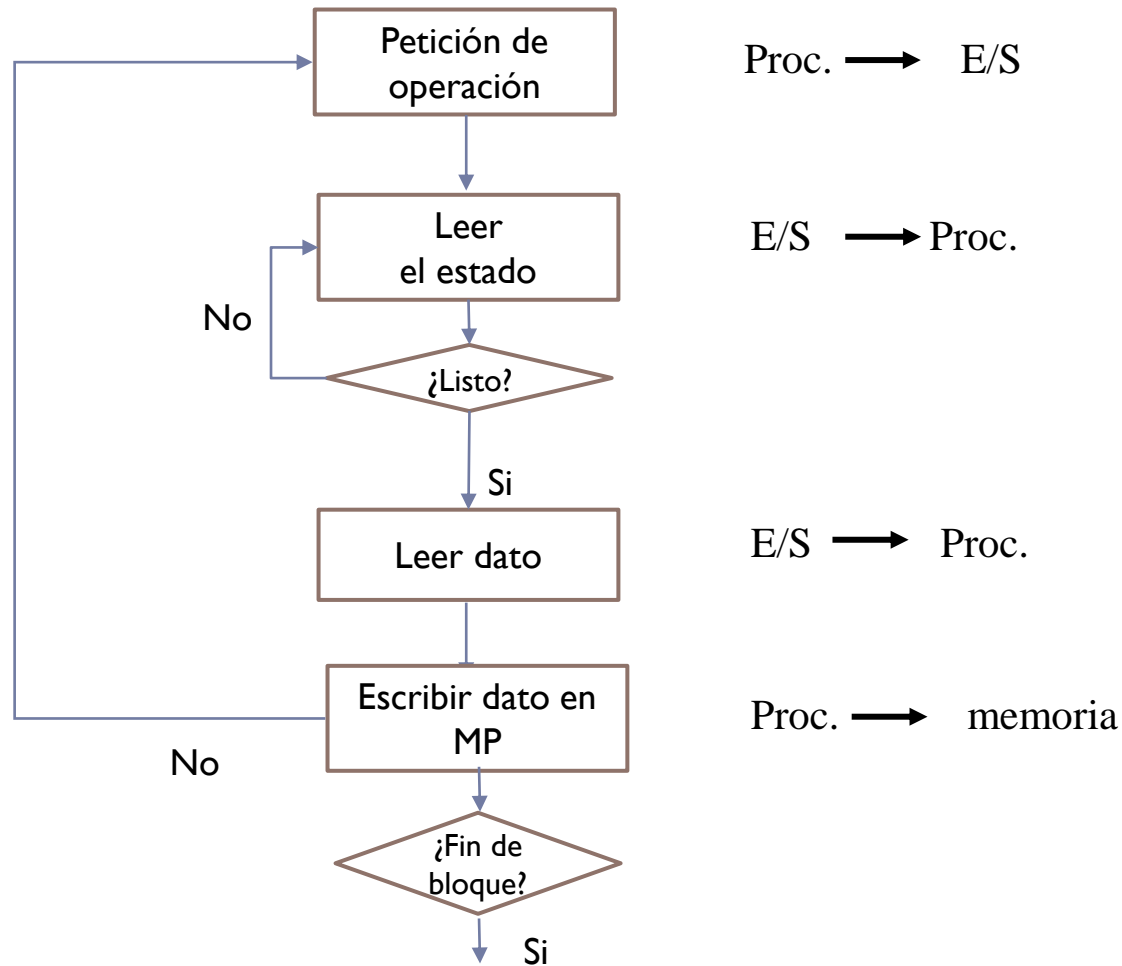 Petición de
operación
Proc. E/S
Leer
el estado
E/S Proc.
No
¿Listo?
Si
Leer dato
E/S Proc.
Escribir dato en
MP
Proc. memoria
No
¿Fin de
bloque?
Si